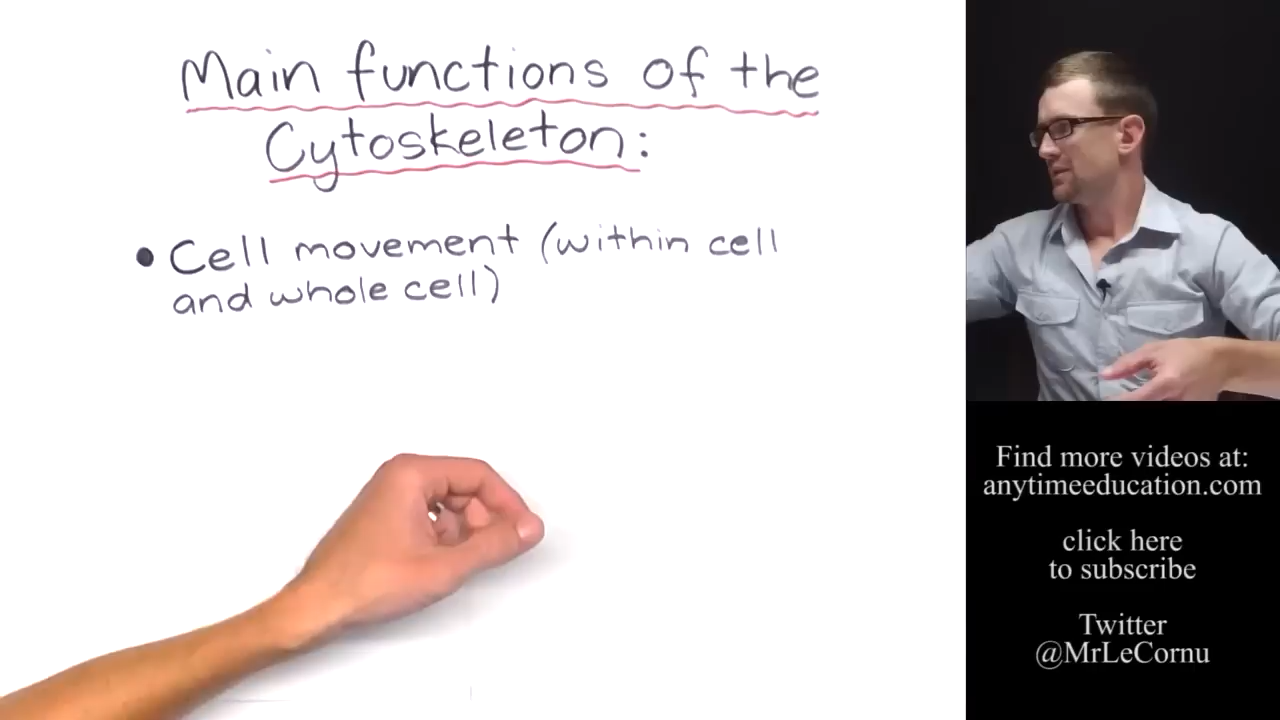 Main functions of the
Cytoskeleton:
• Cell movement (within cell
and whole cell)
Find more videos at:
anytimeeducation.com
click here
to subscribe
Twitter
@MrLeCornu